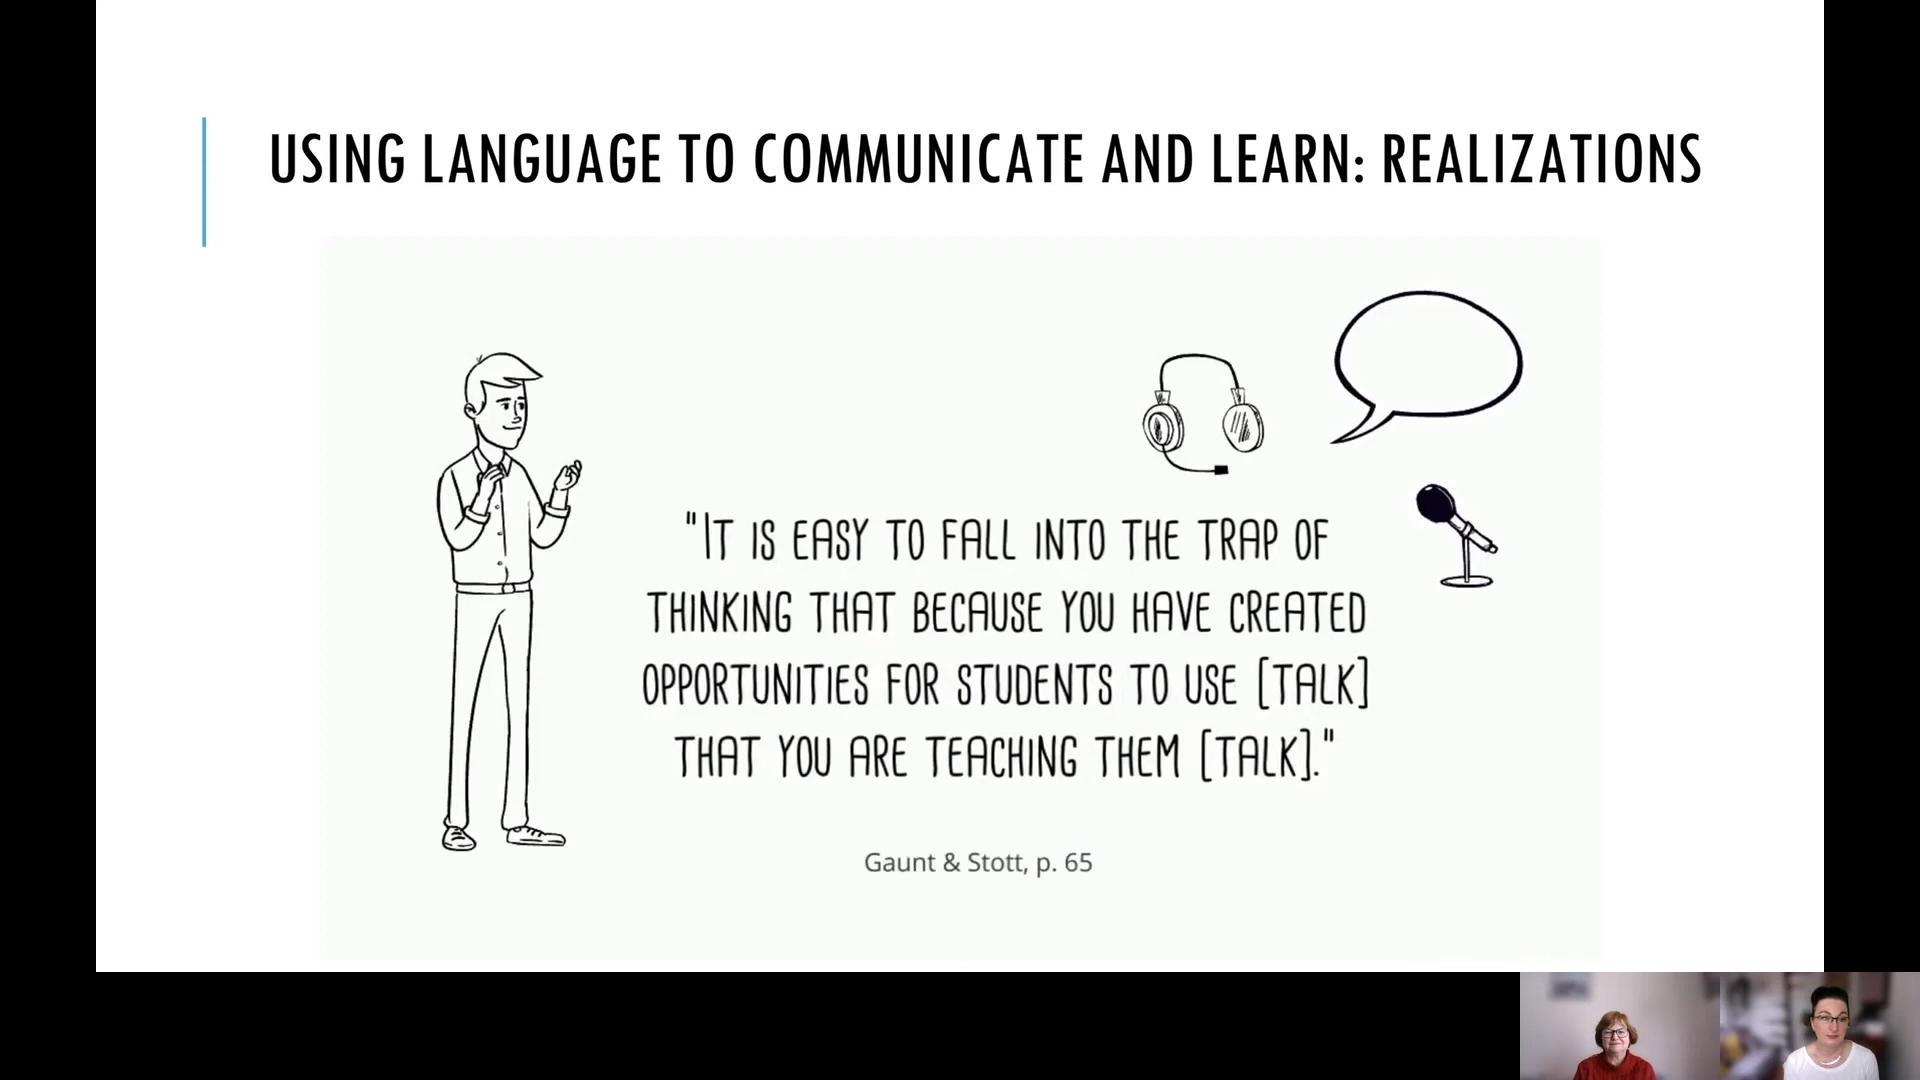 USING LANGUAGE TO COMMUNICATE AND LEARN: REALIZATIONS
"IT IS EASY TO FALL INTO THE TRAP OF
THINKING THAT BECAUSE YOU HAVE CREATED
OPPORTUNITIES FOR STUDENTS TO USE [TALK]
THAT YOU ARE TEACHING THEM [TALK]."
Gaunt & Stott, p. 65